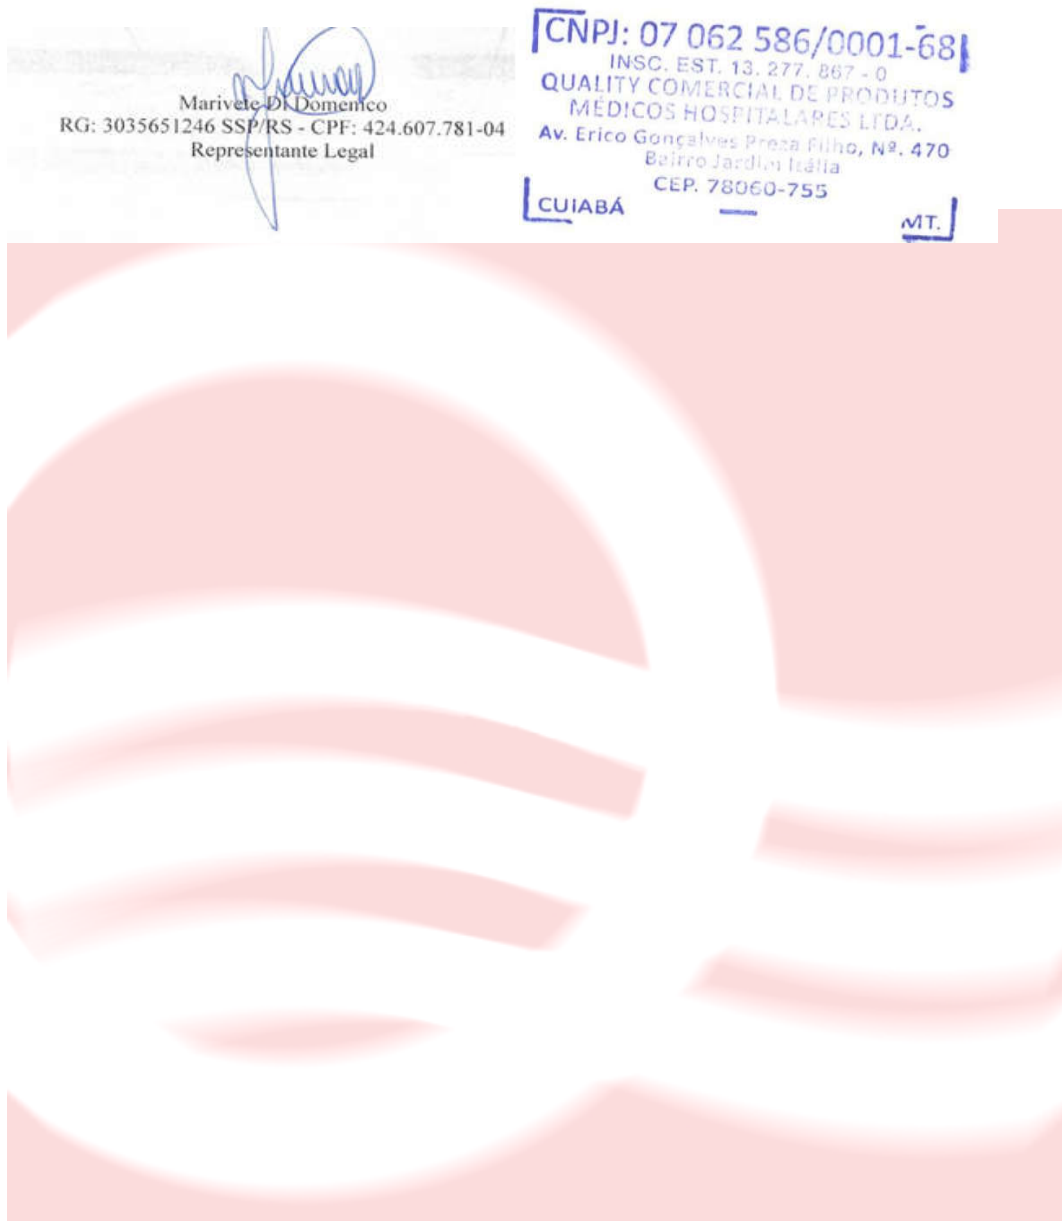 Marivete Di Domenico
RG: 3035651246 SSP/RS - CPF: 424.607.781-04
Representante Legal
CNPJ: 07 062 586/0001-68
INSC. EST. 13. 277. 867 - 0
QUALITY COMERCIAL DE PRODUTOS
MÉDICOS HOSPITALARES LTDA.
Av. Erico Gonçalves Preza Filho, Nº. 470
Bairro Jardim Itália
CEP. 78060-755
CUIABÁ MT.